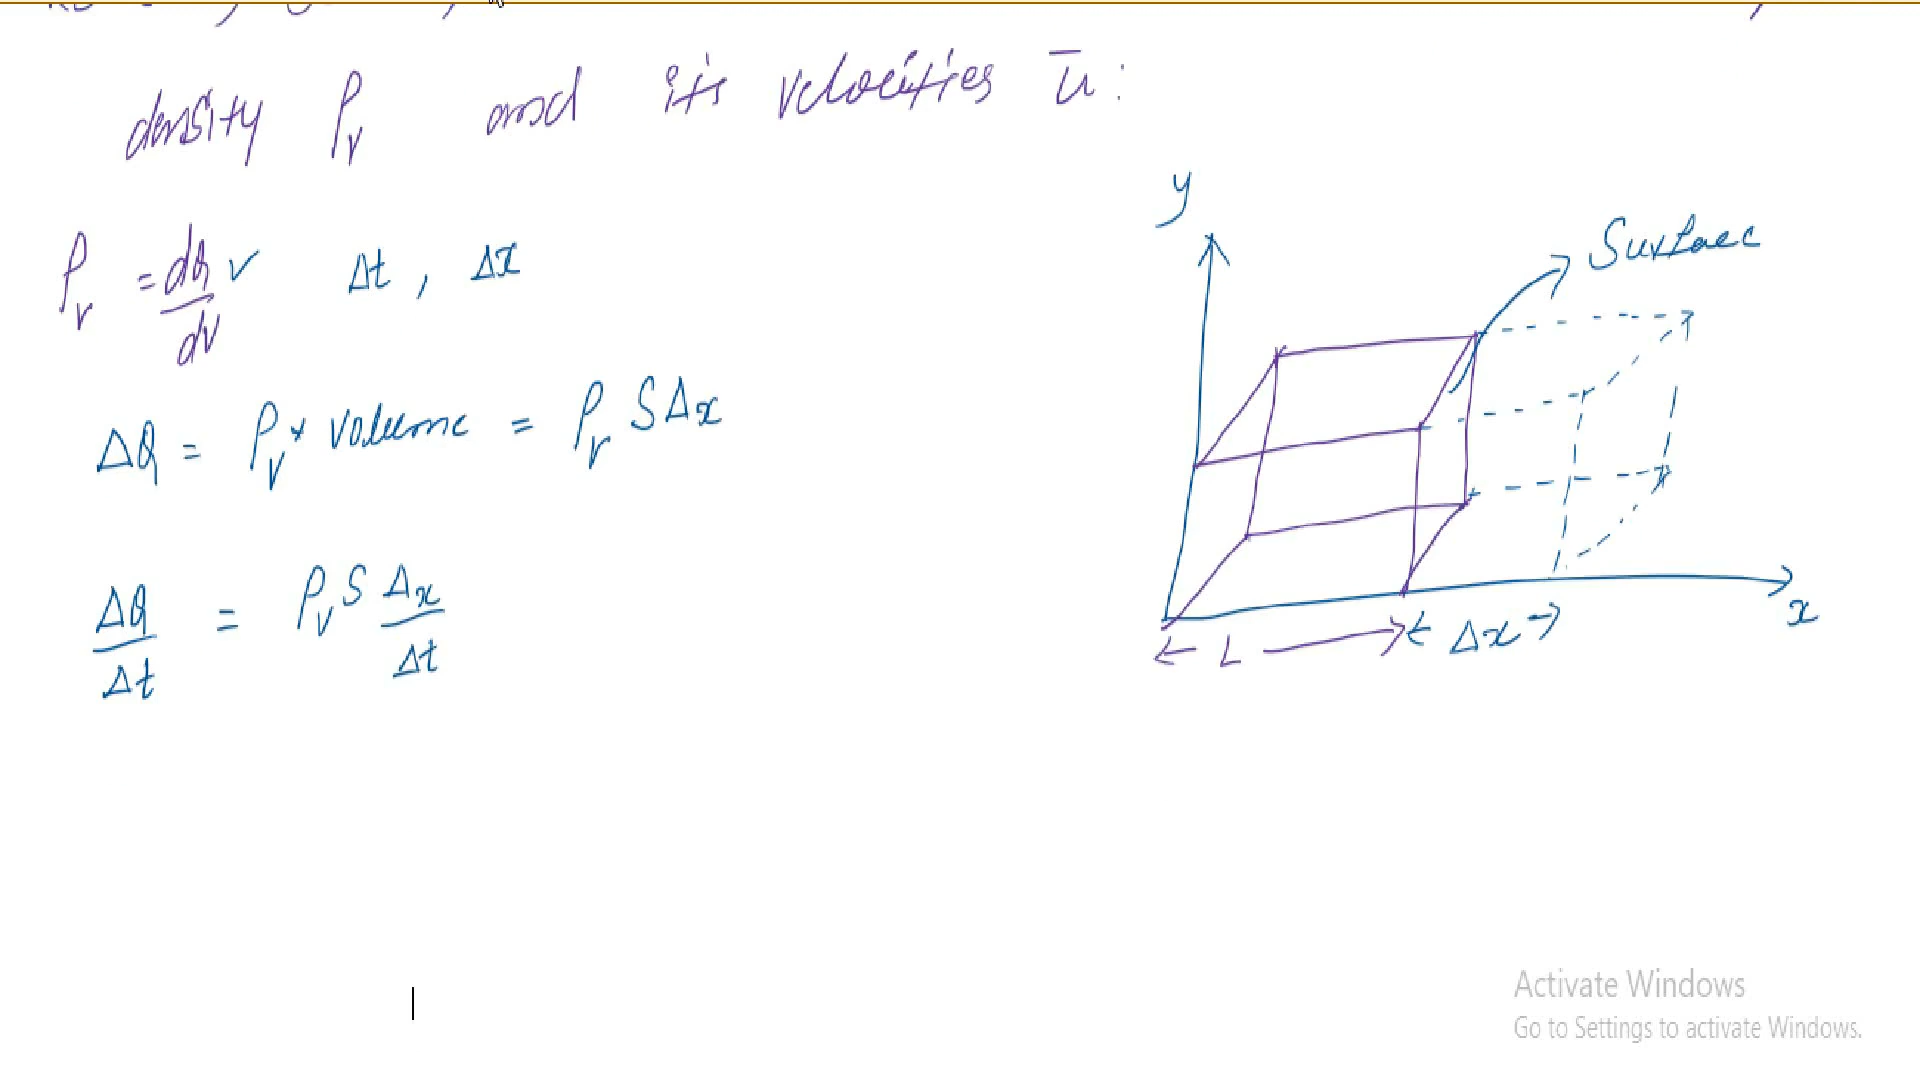 density ρv and its velocities ū :
ρv = dQ/dv ✓ Δt , Δx
ΔQ = ρv × volume = ρv S Δx
ΔQ/Δt = ρv S Δx/Δt
y
Surface
x
← L → ← Δx →
Activate Windows
Go to Settings to activate Windows.